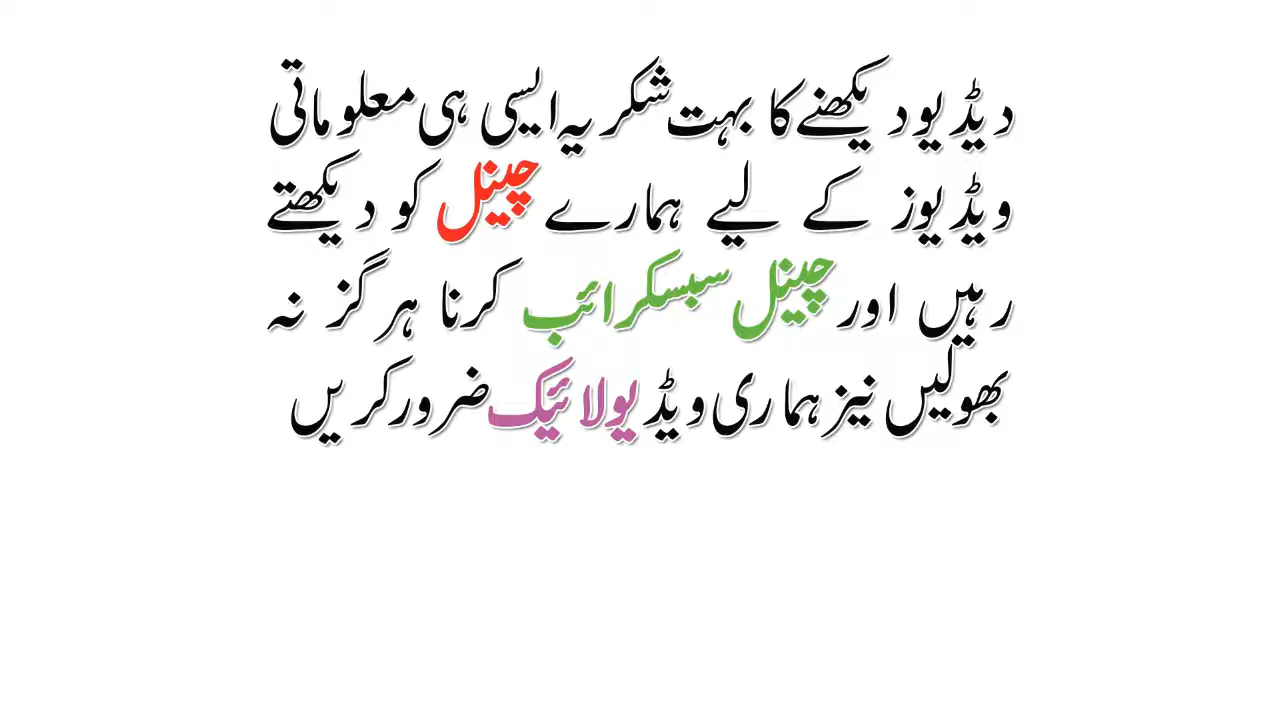 دیڈیو دیکھنے کا بہت شکریہ ایسی ہی معلوماتی
ویڈیوز کے لیے ہمارے چینل کو دیکھتے
رہیں اور چینل سبسکرائب کرنا ہرگز نہ
بھولیں نیز ہماری ویڈیو لائیک ضرور کریں